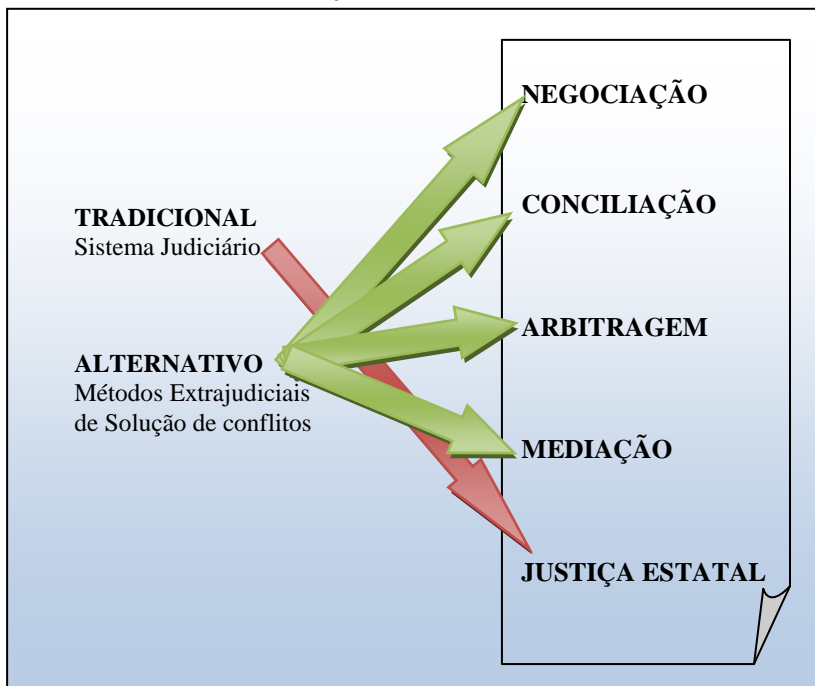 TRADICIONAL
Sistema Judiciário
ALTERNATIVO
Métodos Extrajudiciais
de Solução de conflitos
NEGOCIAÇÃO
CONCILIAÇÃO
ARBITRAGEM
MEDIAÇÃO
JUSTIÇA ESTATAL